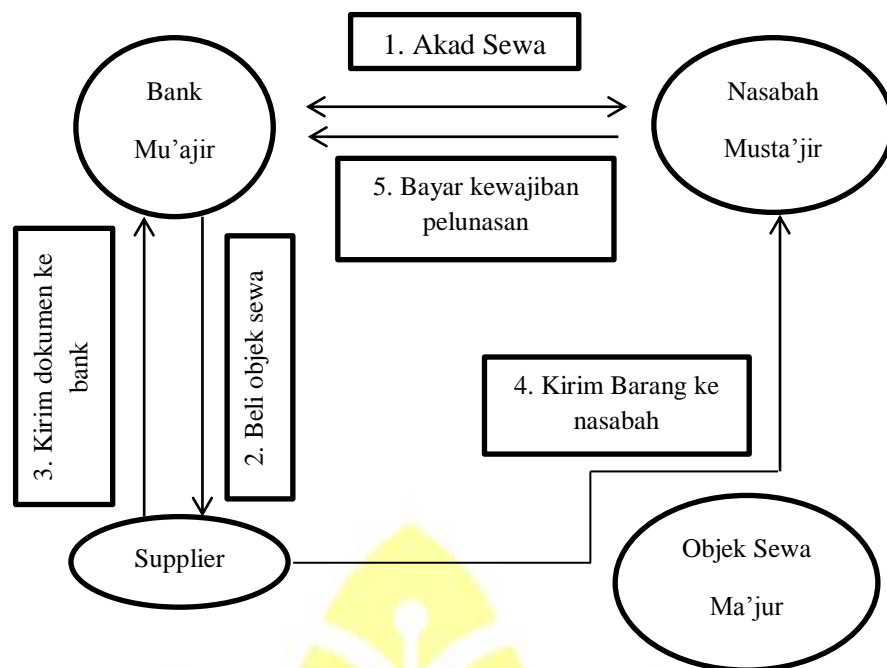 1. Akad Sewa
Bank
Mu’ajir
Nasabah
Musta’jir
5. Bayar kewajiban
pelunasan
3. Kirim dokumen ke
bank
2. Beli objek sewa
4. Kirim Barang ke
nasabah
Supplier
Objek Sewa
Ma’jur